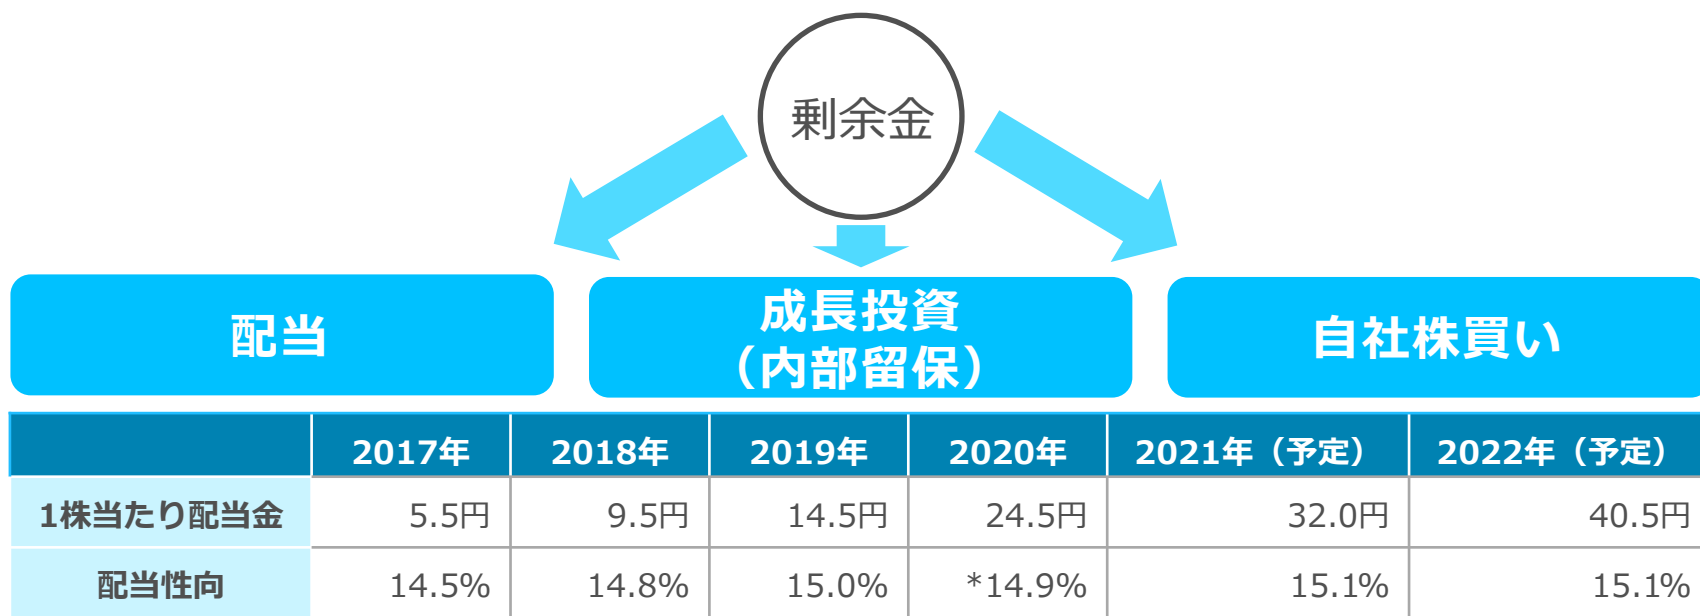 剰余金
配当
成長投資
（内部留保）
自社株買い
2017年 2018年 2019年 2020年 2021年（予定） 2022年（予定）
1株当たり配当金 5.5円 9.5円 14.5円 24.5円 32.0円 40.5円
配当性向 14.5% 14.8% 15.0% *14.9% 15.1% 15.1%